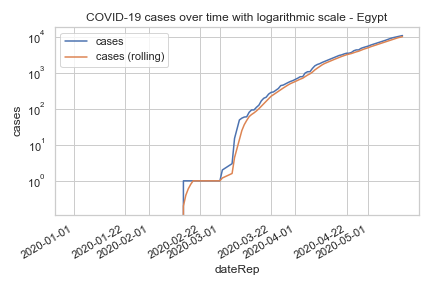 COVID-19 cases over time with logarithmic scale - Egypt
cases
cases (rolling)
10⁴
10³
10²
10¹
10⁰
cases
2020-01-01
2020-01-22
2020-02-01
2020-02-22
2020-03-01
2020-03-22
2020-04-01
2020-04-22
2020-05-01
dateRep